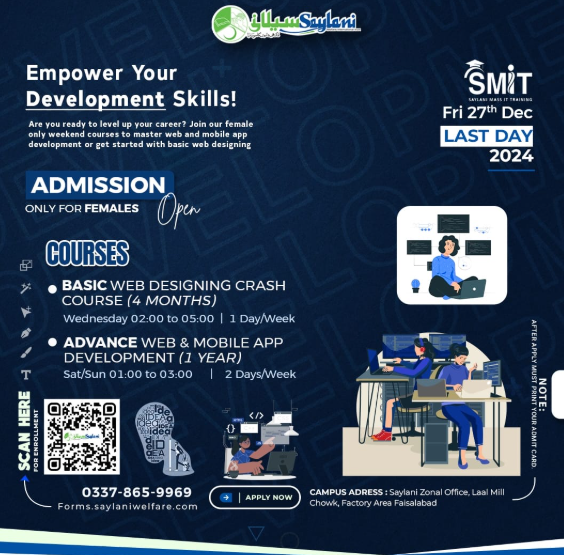 سیلانی Saylani
Empower Your
Development Skills!
Are you ready to level up your career? Join our female
only weekend courses to master web and mobile app
development or get started with basic web designing
SMIT
SAYLANI MASS IT TRAINING
Fri 27th Dec
LAST DAY
2024
ADMISSION
ONLY FOR FEMALES Open
COURSES
BASIC WEB DESIGNING CRASH
COURSE (4 MONTHS)
Wednesday 02:00 to 05:00 | 1 Day/Week
ADVANCE WEB & MOBILE APP
DEVELOPMENT (1 YEAR)
Sat/Sun 01:00 to 03:00 | 2 Days/Week
SCAN HERE
FOR ENROLLMENT
0337-865-9969
Forms.saylaniwelfare.com
APPLY NOW
CAMPUS ADRESS : Saylani Zonal Office, Laal Mill
Chowk, Factory Area Faisalabad
NOTE:
AFTER APPLY MUST PRINT YOUR ADMIT CARD.